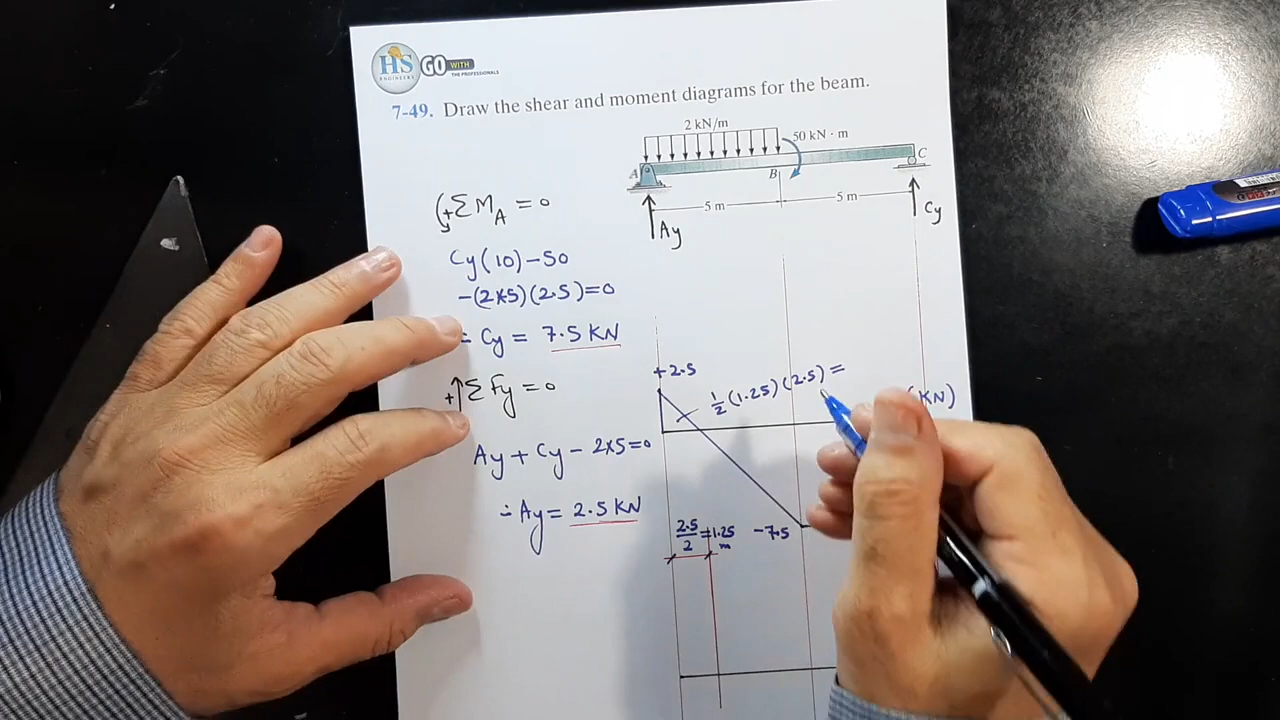 HS
ENGINEERS
GO WITH
THE PROFESSIONALS
7-49. Draw the shear and moment diagrams for the beam.
2 kN/m
50 kN · m
A
B
C
5 m
5 m
Ay
Cy
(+ΣMA = 0
Cy(10) - 50
-(2×5)(2.5)=0
∴ Cy = 7.5 KN
+↑ΣFy = 0
Ay + Cy - 2×5=0
∴ Ay = 2.5 KN
+2.5
1/2 (1.25)(2.5) =
(KN)
2.5/2 = 1.25 m
-7.5